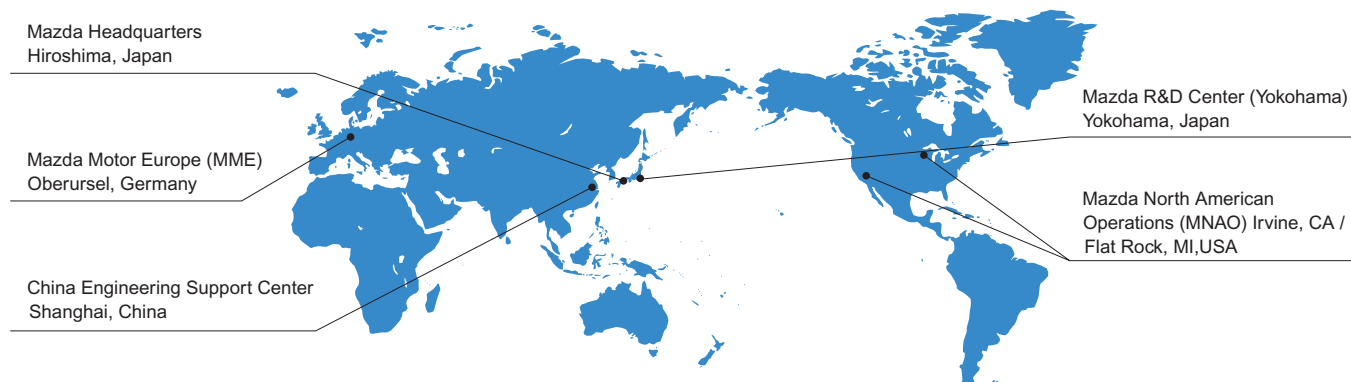 Mazda Headquarters
Hiroshima, Japan
Mazda Motor Europe (MME)
Oberursel, Germany
China Engineering Support Center
Shanghai, China
Mazda R&D Center (Yokohama)
Yokohama, Japan
Mazda North American
Operations (MNAO) Irvine, CA /
Flat Rock, MI,USA